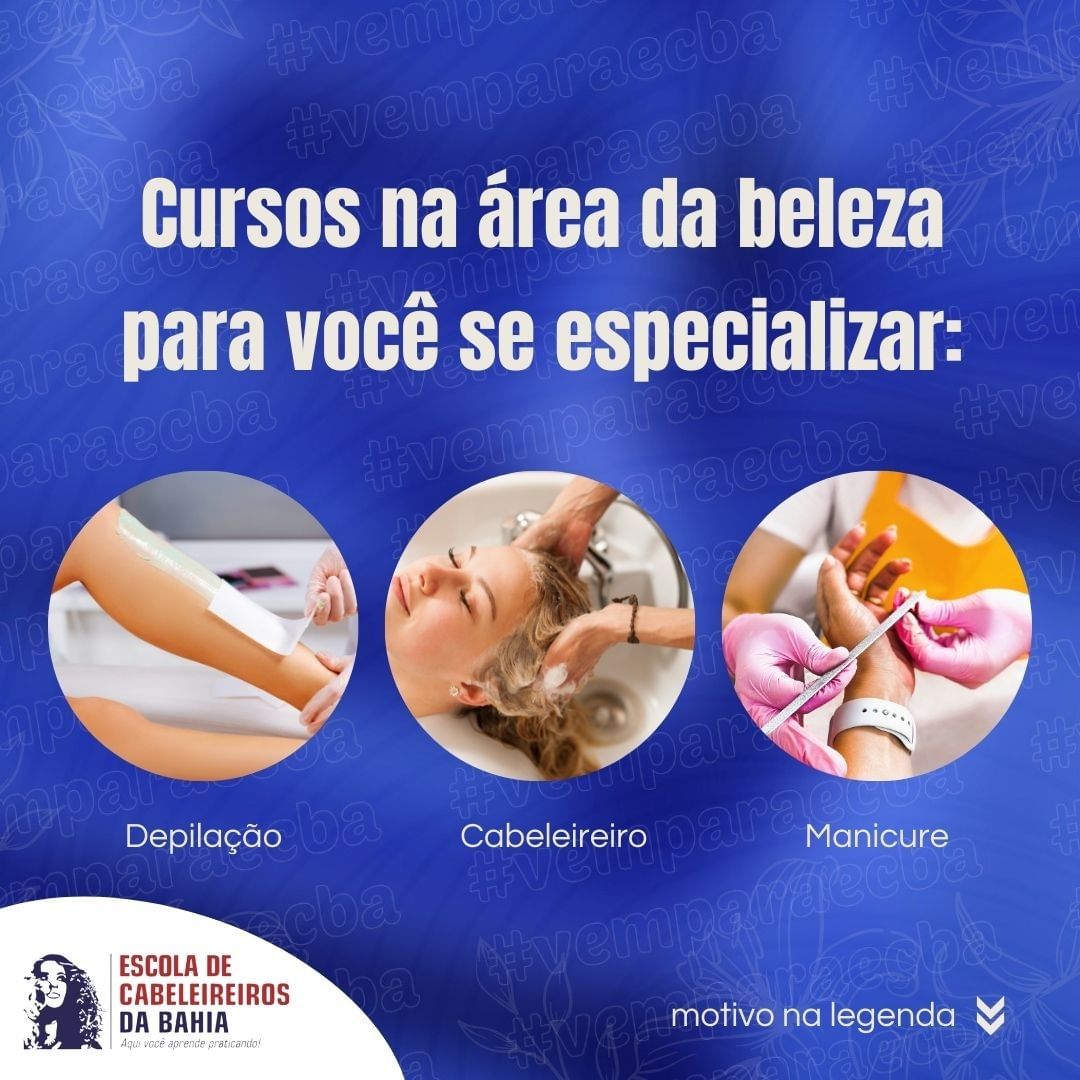 #vemparaecba
Cursos na área da beleza
para você se especializar:
Depilação
Cabeleireiro
Manicure
ESCOLA DE
CABELEIREIROS
DA BAHIA
Aqui você aprende praticando!
motivo na legenda